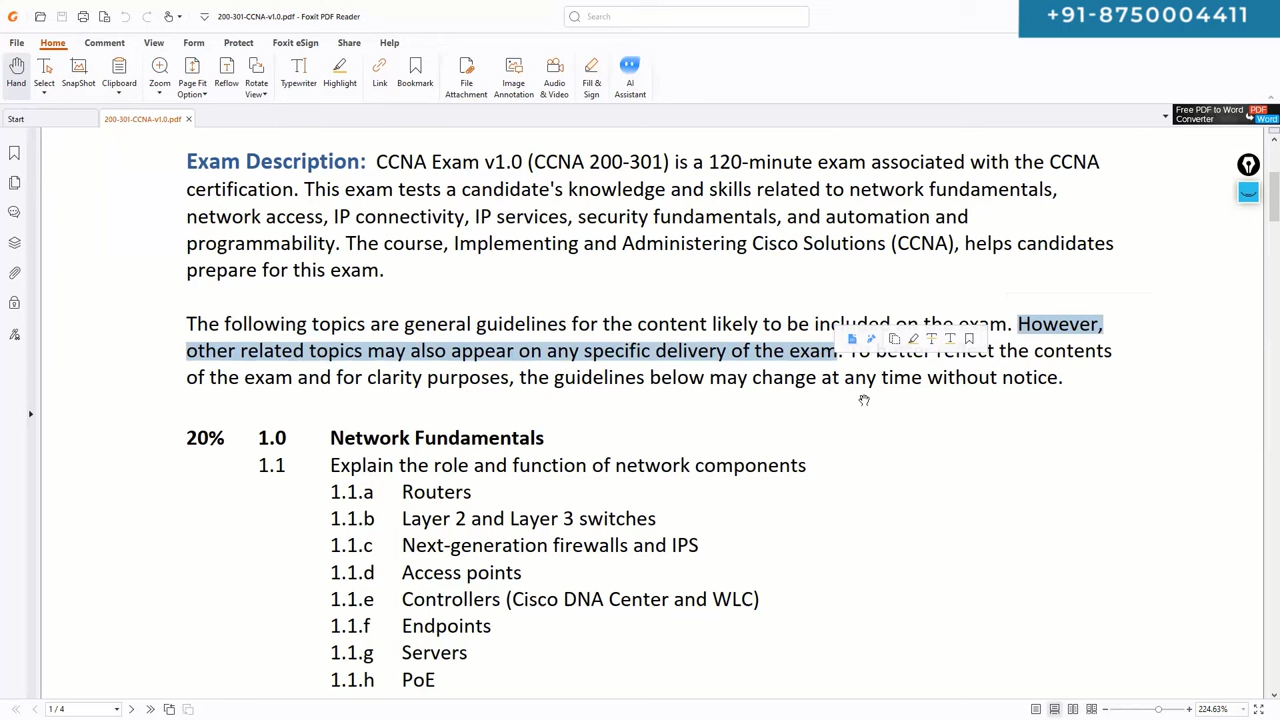 200-301-CCNA-v1.0.pdf - Foxit PDF Reader
Search
+91-8750004411
File Home Comment View Form Protect Foxit eSign Share Help
Hand Select SnapShot Clipboard Zoom Page Fit Option Reflow Rotate View Typewriter Highlight Link Bookmark File Attachment Image Annotation Audio & Video Fill & Sign AI Assistant
Start 200-301-CCNA-v1.0.pdf
Free PDF to Word Converter PDF Word
Exam Description: CCNA Exam v1.0 (CCNA 200-301) is a 120-minute exam associated with the CCNA
certification. This exam tests a candidate's knowledge and skills related to network fundamentals,
network access, IP connectivity, IP services, security fundamentals, and automation and
programmability. The course, Implementing and Administering Cisco Solutions (CCNA), helps candidates
prepare for this exam.
The following topics are general guidelines for the content likely to be included on the exam. However,
other related topics may also appear on any specific delivery of the exam. To better reflect the contents
of the exam and for clarity purposes, the guidelines below may change at any time without notice.
20% 1.0 Network Fundamentals
1.1 Explain the role and function of network components
1.1.a Routers
1.1.b Layer 2 and Layer 3 switches
1.1.c Next-generation firewalls and IPS
1.1.d Access points
1.1.e Controllers (Cisco DNA Center and WLC)
1.1.f Endpoints
1.1.g Servers
1.1.h PoE
1 / 4
224.63%